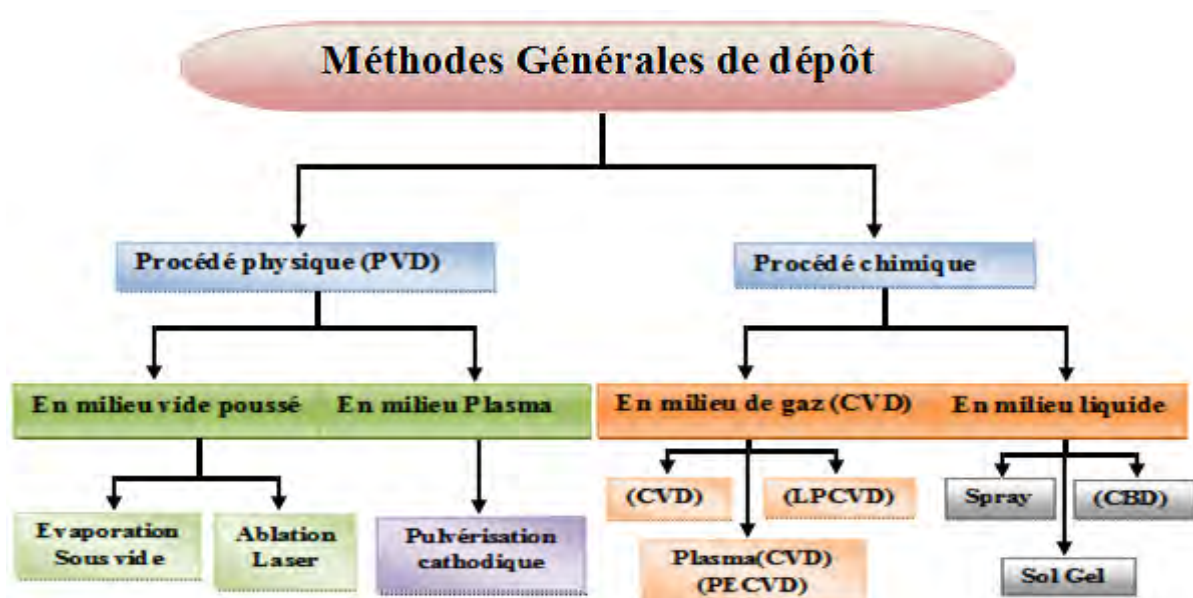 Méthodes Générales de dépôt
Procédé physique (PVD)
Procédé chimique
En milieu vide poussé
En milieu Plasma
En milieu de gaz (CVD)
En milieu liquide
(CVD)
(LPCVD)
Spray
(CBD)
Evaporation
Sous vide
Ablation
Laser
Pulvérisation
cathodique
Plasma(CVD)
(PECVD)
Sol Gel